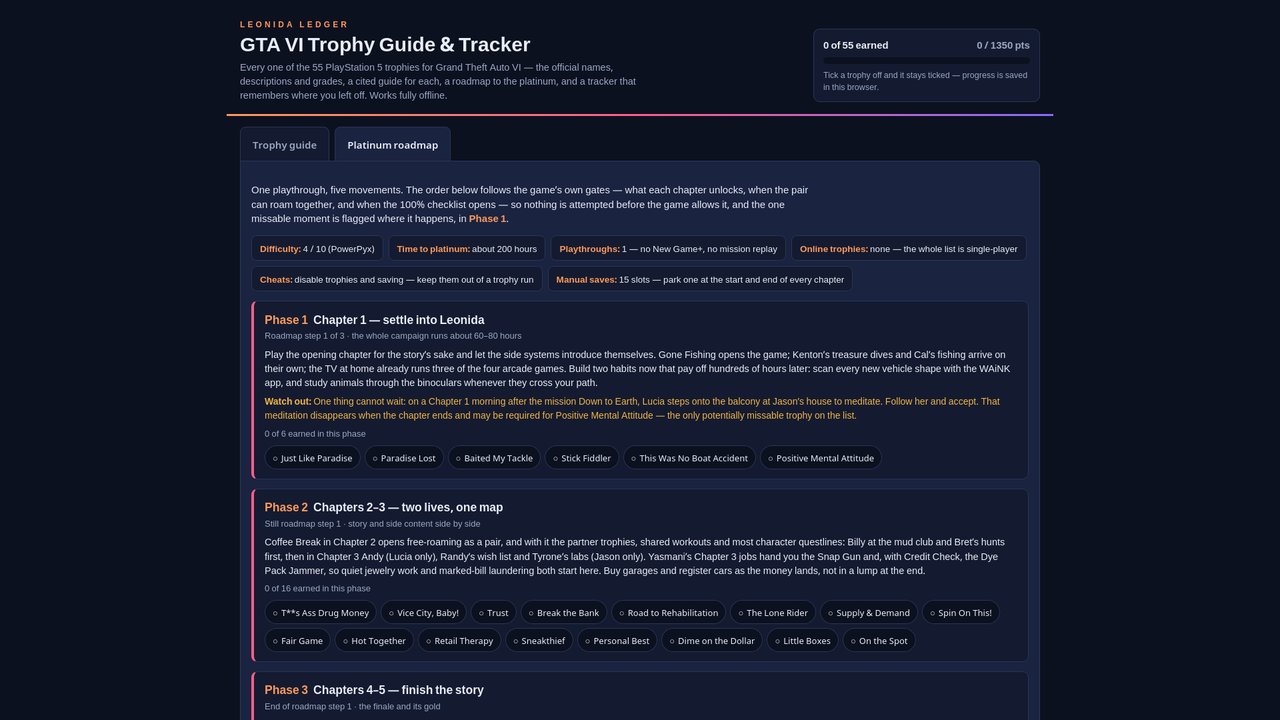 LEONIDA LEDGER
GTA VI Trophy Guide & Tracker
Every one of the 55 PlayStation 5 trophies for Grand Theft Auto VI — the official names,
descriptions and grades, a cited guide for each, a roadmap to the platinum, and a tracker that
remembers where you left off. Works fully offline.
0 of 55 earned 0 / 1350 pts
Tick a trophy off and it stays ticked — progress is saved
in this browser.
Trophy guide Platinum roadmap
One playthrough, five movements. The order below follows the game's own gates — what each chapter unlocks, when the pair
can roam together, and when the 100% checklist opens — so nothing is attempted before the game allows it, and the one
missable moment is flagged where it happens, in Phase 1.
Difficulty: 4 / 10 (PowerPyx) Time to platinum: about 200 hours Playthroughs: 1 — no New Game+, no mission replay Online trophies: none — the whole list is single-player
Cheats: disable trophies and saving — keep them out of a trophy run Manual saves: 15 slots — park one at the start and end of every chapter
Phase 1 Chapter 1 — settle into Leonida
Roadmap step 1 of 3 · the whole campaign runs about 60–80 hours
Play the opening chapter for the story's sake and let the side systems introduce themselves. Gone Fishing opens the game; Kenton's treasure dives and Cal's fishing arrive on
their own; the TV at home already runs three of the four arcade games. Build two habits now that pay off hundreds of hours later: scan every new vehicle shape with the WAiNK
app, and study animals through the binoculars whenever they cross your path.
Watch out: One thing cannot wait: on a Chapter 1 morning after the mission Down to Earth, Lucia steps onto the balcony at Jason's house to meditate. Follow her and accept. That
meditation disappears when the chapter ends and may be required for Positive Mental Attitude — the only potentially missable trophy on the list.
0 of 6 earned in this phase
○ Just Like Paradise ○ Paradise Lost ○ Baited My Tackle ○ Stick Fiddler ○ This Was No Boat Accident ○ Positive Mental Attitude
Phase 2 Chapters 2–3 — two lives, one map
Still roadmap step 1 · story and side content side by side
Coffee Break in Chapter 2 opens free-roaming as a pair, and with it the partner trophies, shared workouts and most character questlines: Billy at the mud club and Bret's hunts
first, then in Chapter 3 Andy (Lucia only), Randy's wish list and Tyrone's labs (Jason only). Yasmani's Chapter 3 jobs hand you the Snap Gun and, with Credit Check, the Dye
Pack Jammer, so quiet jewelry work and marked-bill laundering both start here. Buy garages and register cars as the money lands, not in a lump at the end.
0 of 16 earned in this phase
○ T**s Ass Drug Money ○ Vice City, Baby! ○ Trust ○ Break the Bank ○ Road to Rehabilitation ○ The Lone Rider ○ Supply & Demand ○ Spin On This!
○ Fair Game ○ Hot Together ○ Retail Therapy ○ Sneakthief ○ Personal Best ○ Dime on the Dollar ○ Little Boxes ○ On the Spot
Phase 3 Chapters 4–5 — finish the story
End of roadmap step 1 · the finale and its gold